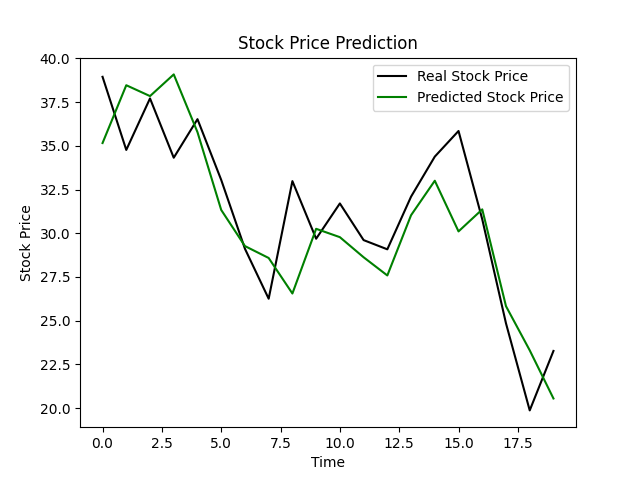 Stock Price Prediction
Real Stock Price
Predicted Stock Price
Stock Price
40.0
37.5
35.0
32.5
30.0
27.5
25.0
22.5
20.0
0.0 2.5 5.0 7.5 10.0 12.5 15.0 17.5
Time